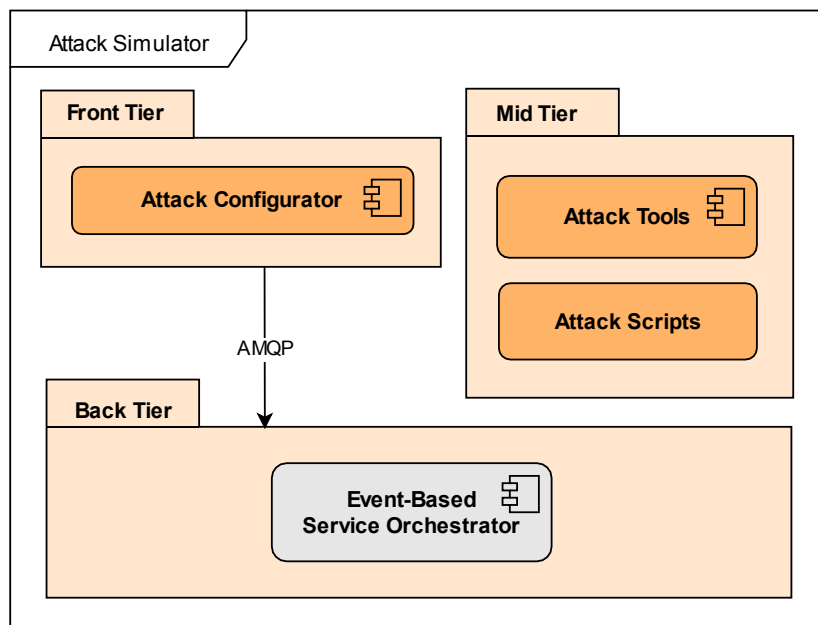 Attack Simulator
Front Tier
Attack Configurator
Mid Tier
Attack Tools
Attack Scripts
AMQP
Back Tier
Event-Based
Service Orchestrator